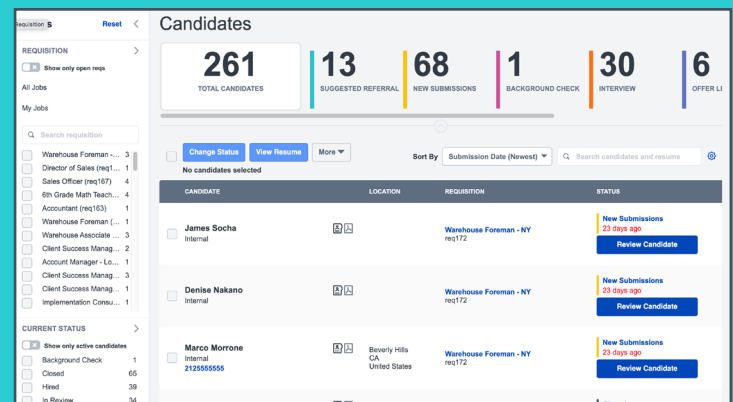 Requisition s
Reset
Candidates
REQUISITION
Show only open reqs
All Jobs
My Jobs
Search requisition
Warehouse Foreman -... 3
Director of Sales (req1... 1
Sales Officer (req167) 4
6th Grade Math Teach... 4
Accountant (req163) 1
Warehouse Foreman (... 1
Warehouse Associate ... 3
Client Success Manag... 2
Account Manager - Lo... 1
Client Success Manag... 3
Client Success Manag... 1
Implementation Consu... 1
CURRENT STATUS
Show only active candidates
Background Check 1
Closed 65
Hired 39
In Review 34
261
TOTAL CANDIDATES
13
SUGGESTED REFERRAL
68
NEW SUBMISSIONS
1
BACKGROUND CHECK
30
INTERVIEW
6
OFFER LE
Change Status
View Resume
More
No candidates selected
Sort By
Submission Date (Newest)
Search candidates and resume
CANDIDATE LOCATION REQUISITION STATUS
James Socha
Internal
Warehouse Foreman - NY
req172
New Submissions
23 days ago
Review Candidate
Denise Nakano
Internal
Warehouse Foreman - NY
req172
New Submissions
23 days ago
Review Candidate
Marco Morrone
Internal
2125555555
Beverly Hills
CA
United States
Warehouse Foreman - NY
req172
New Submissions
23 days ago
Review Candidate